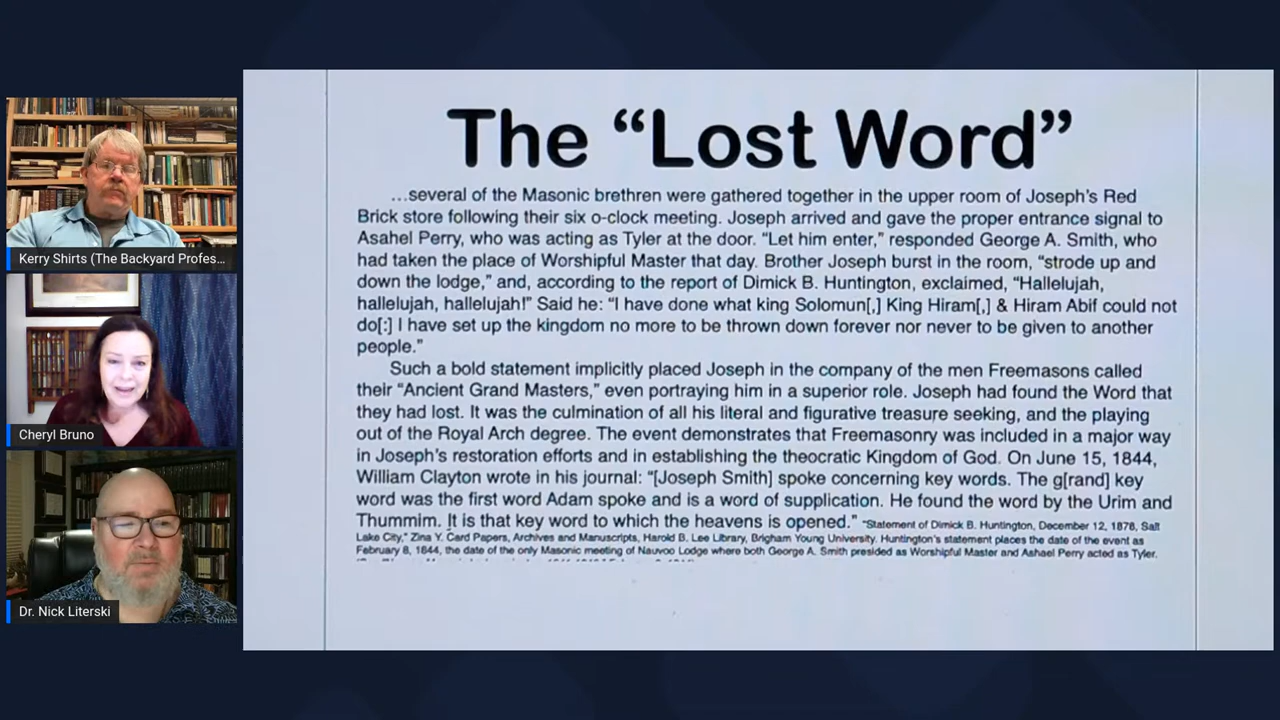 The “Lost Word”
...several of the Masonic brethren were gathered together in the upper room of Joseph's Red
Brick store following their six o-clock meeting. Joseph arrived and gave the proper entrance signal to
Asahel Perry, who was acting as Tyler at the door. “Let him enter,” responded George A. Smith, who
had taken the place of Worshipful Master that day. Brother Joseph burst in the room, “strode up and
down the lodge,” and, according to the report of Dimick B. Huntington, exclaimed, “Hallelujah,
hallelujah, hallelujah!” Said he: “I have done what king Solomun[,] King Hiram[,] & Hiram Abif could not
do[:] I have set up the kingdom no more to be thrown down forever nor never to be given to another
people.”
Such a bold statement implicitly placed Joseph in the company of the men Freemasons called
their “Ancient Grand Masters,” even portraying him in a superior role. Joseph had found the Word that
they had lost. It was the culmination of all his literal and figurative treasure seeking, and the playing
out of the Royal Arch degree. The event demonstrates that Freemasonry was included in a major way
in Joseph's restoration efforts and in establishing the theocratic Kingdom of God. On June 15, 1844,
William Clayton wrote in his journal: “[Joseph Smith] spoke concerning key words. The g[rand] key
word was the first word Adam spoke and is a word of supplication. He found the word by the Urim and
Thummim. It is that key word to which the heavens is opened.” “Statement of Dimick B. Huntington, December 12, 1878, Salt
Lake City,” Zina Y. Card Papers, Archives and Manuscripts, Harold B. Lee Library, Brigham Young University. Huntington's statement places the date of the event as
February 8, 1844, the date of the only Masonic meeting of Nauvoo Lodge where both George A. Smith presided as Worshipful Master and Ashael Perry acted as Tyler.
Kerry Shirts (The Backyard Profes...
Cheryl Bruno
Dr. Nick Literski